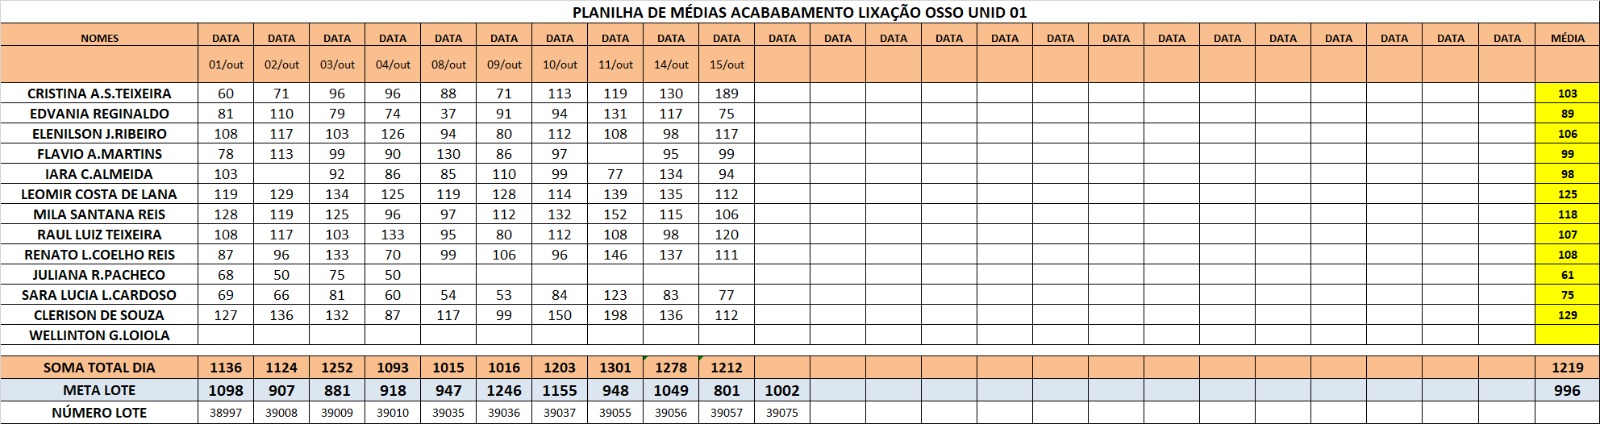 PLANILHA DE MÉDIAS ACABABAMENTO LIXAÇÃO OSSO UNID 01
NOMES DATA DATA DATA DATA DATA DATA DATA DATA DATA DATA DATA DATA DATA DATA DATA DATA DATA DATA DATA DATA DATA DATA DATA DATA MÉDIA
01/out 02/out 03/out 04/out 08/out 09/out 10/out 11/out 14/out 15/out
CRISTINA A.S.TEIXEIRA 60 71 96 96 88 71 113 119 130 189 103
EDVANIA REGINALDO 81 110 79 74 37 91 94 131 117 75 89
ELENILSON J.RIBEIRO 108 117 103 126 94 80 112 108 98 117 106
FLAVIO A.MARTINS 78 113 99 90 130 86 97 95 99 99
IARA C.ALMEIDA 103 92 86 85 110 99 77 134 94 98
LEOMIR COSTA DE LANA 119 129 134 125 119 128 114 139 135 112 125
MILA SANTANA REIS 128 119 125 96 97 112 132 152 115 106 118
RAUL LUIZ TEIXEIRA 108 117 103 133 95 80 112 108 98 120 107
RENATO L.COELHO REIS 87 96 133 70 99 106 96 146 137 111 108
JULIANA R.PACHECO 68 50 75 50 61
SARA LUCIA L.CARDOSO 69 66 81 60 54 53 84 123 83 77 75
CLERISON DE SOUZA 127 136 132 87 117 99 150 198 136 112 129
WELLINTON G.LOIOLA
SOMA TOTAL DIA 1136 1124 1252 1093 1015 1016 1203 1301 1278 1212 1219
META LOTE 1098 907 881 918 947 1246 1155 948 1049 801 1002 996
NÚMERO LOTE 38997 39008 39009 39010 39035 39036 39037 39055 39056 39057 39075